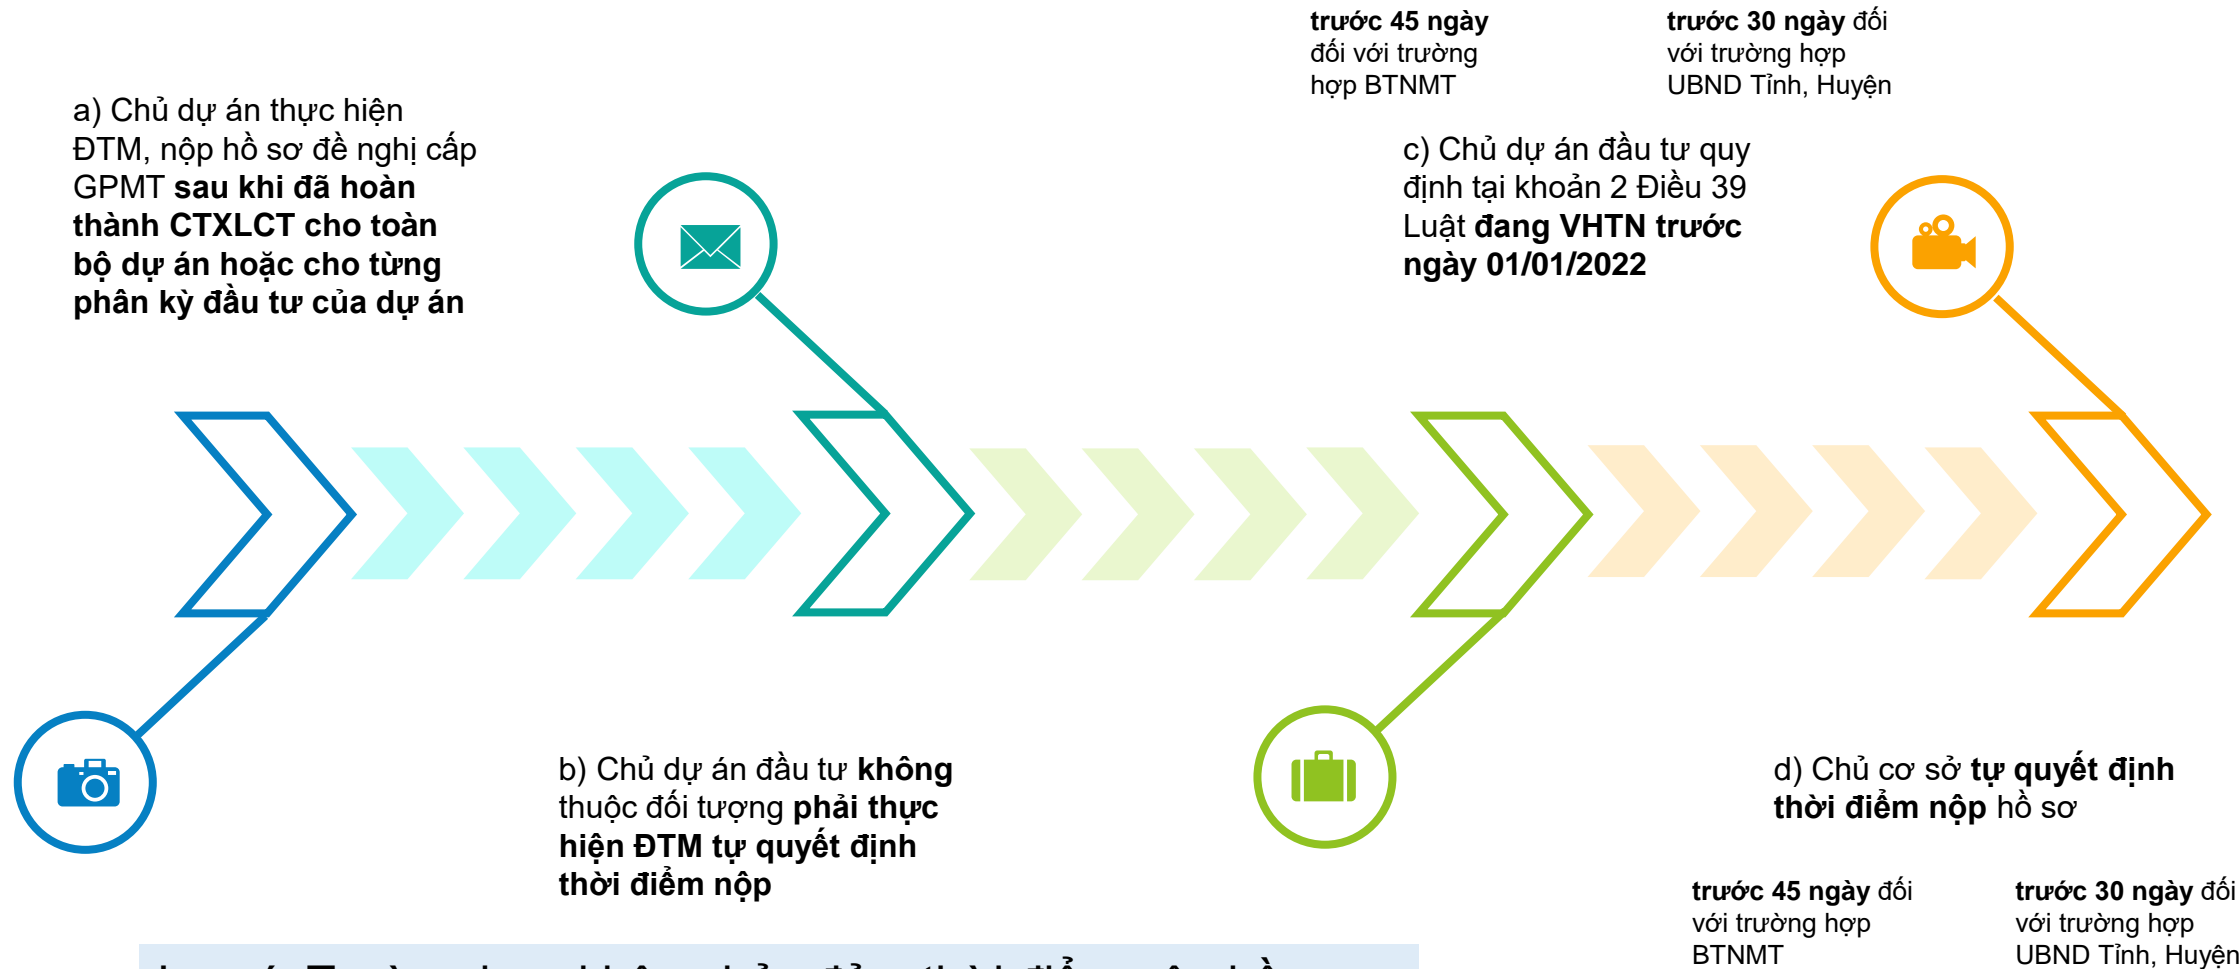 a) Chủ dự án thực hiện
ĐTM, nộp hồ sơ đề nghị cấp
GPMT sau khi đã hoàn
thành CTXLCT cho toàn
bộ dự án hoặc cho từng
phân kỳ đầu tư của dự án
b) Chủ dự án đầu tư không
thuộc đối tượng phải thực
hiện ĐTM tự quyết định
thời điểm nộp
trước 45 ngày
đối với trường
hợp BTNMT
trước 30 ngày đối
với trường hợp
UBND Tỉnh, Huyện
c) Chủ dự án đầu tư quy
định tại khoản 2 Điều 39
Luật đang VHTN trước
ngày 01/01/2022
d) Chủ cơ sở tự quyết định
thời điểm nộp hồ sơ
trước 45 ngày đối
với trường hợp
BTNMT
trước 30 ngày đối
với trường hợp
UBND Tỉnh, Huyện